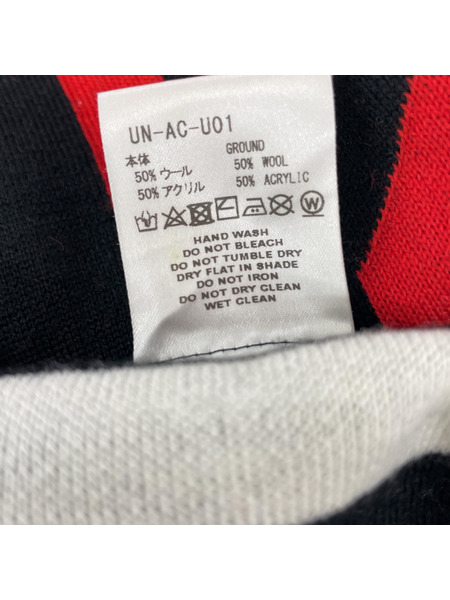 UN-AC-U01
本体 GROUND
50% ウール 50% WOOL
50% アクリル 50% ACRYLIC
W
HAND WASH
DO NOT BLEACH
DO NOT TUMBLE DRY
DRY FLAT IN SHADE
DO NOT IRON
DO NOT DRY CLEAN
WET CLEAN